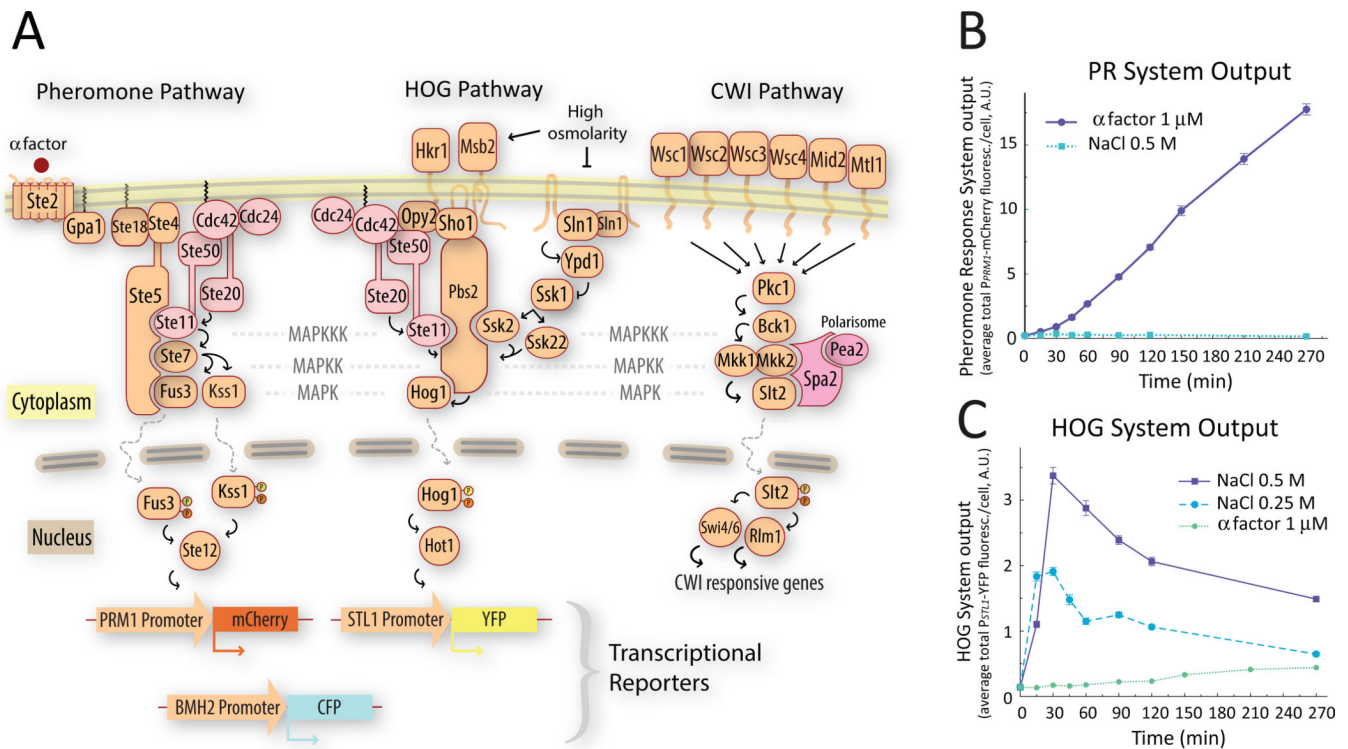 A
Pheromone Pathway
HOG Pathway
CWI Pathway
α factor
High
osmolarity
Ste2
Gpa1
Ste18
Ste4
Cdc42
Cdc24
Ste50
Ste20
Ste5
Ste11
Ste7
Fus3
Kss1
Hkr1
Msb2
Cdc24
Cdc42
Opy2
Sho1
Ste50
Ste20
Ste11
Pbs2
Hog1
Sln1
Sln1
Ypd1
Ssk1
Ssk2
Ssk22
Wsc1
Wsc2
Wsc3
Wsc4
Mid2
Mtl1
Pkc1
Bck1
Mkk1
Mkk2
Slt2
Spa2
Polarisome
Pea2
MAPKKK
MAPKKK
MAPKK
MAPKK
MAPK
MAPK
Cytoplasm
Nucleus
Fus3
P
P
Kss1
P
P
Ste12
Hog1
P
P
Hot1
Slt2
P
P
Swi4/6
Rlm1
CWI responsive genes
PRM1 Promoter
mCherry
STL1 Promoter
YFP
BMH2 Promoter
CFP
Transcriptional
Reporters
B
PR System Output
Pheromone Response System output
(average total PPRM1-mCherry fluoresc./cell, A.U.)
α factor 1 μM
NaCl 0.5 M
15
10
5
0
0 30 60 90 120 150 180 210 240 270
Time (min)
C
HOG System Output
HOG System output
(average total PSTL1-YFP fluoresc./cell, A.U.)
NaCl 0.5 M
NaCl 0.25 M
α factor 1 μM
3
2
1
0
0 30 60 90 120 150 180 210 240 270
Time (min)